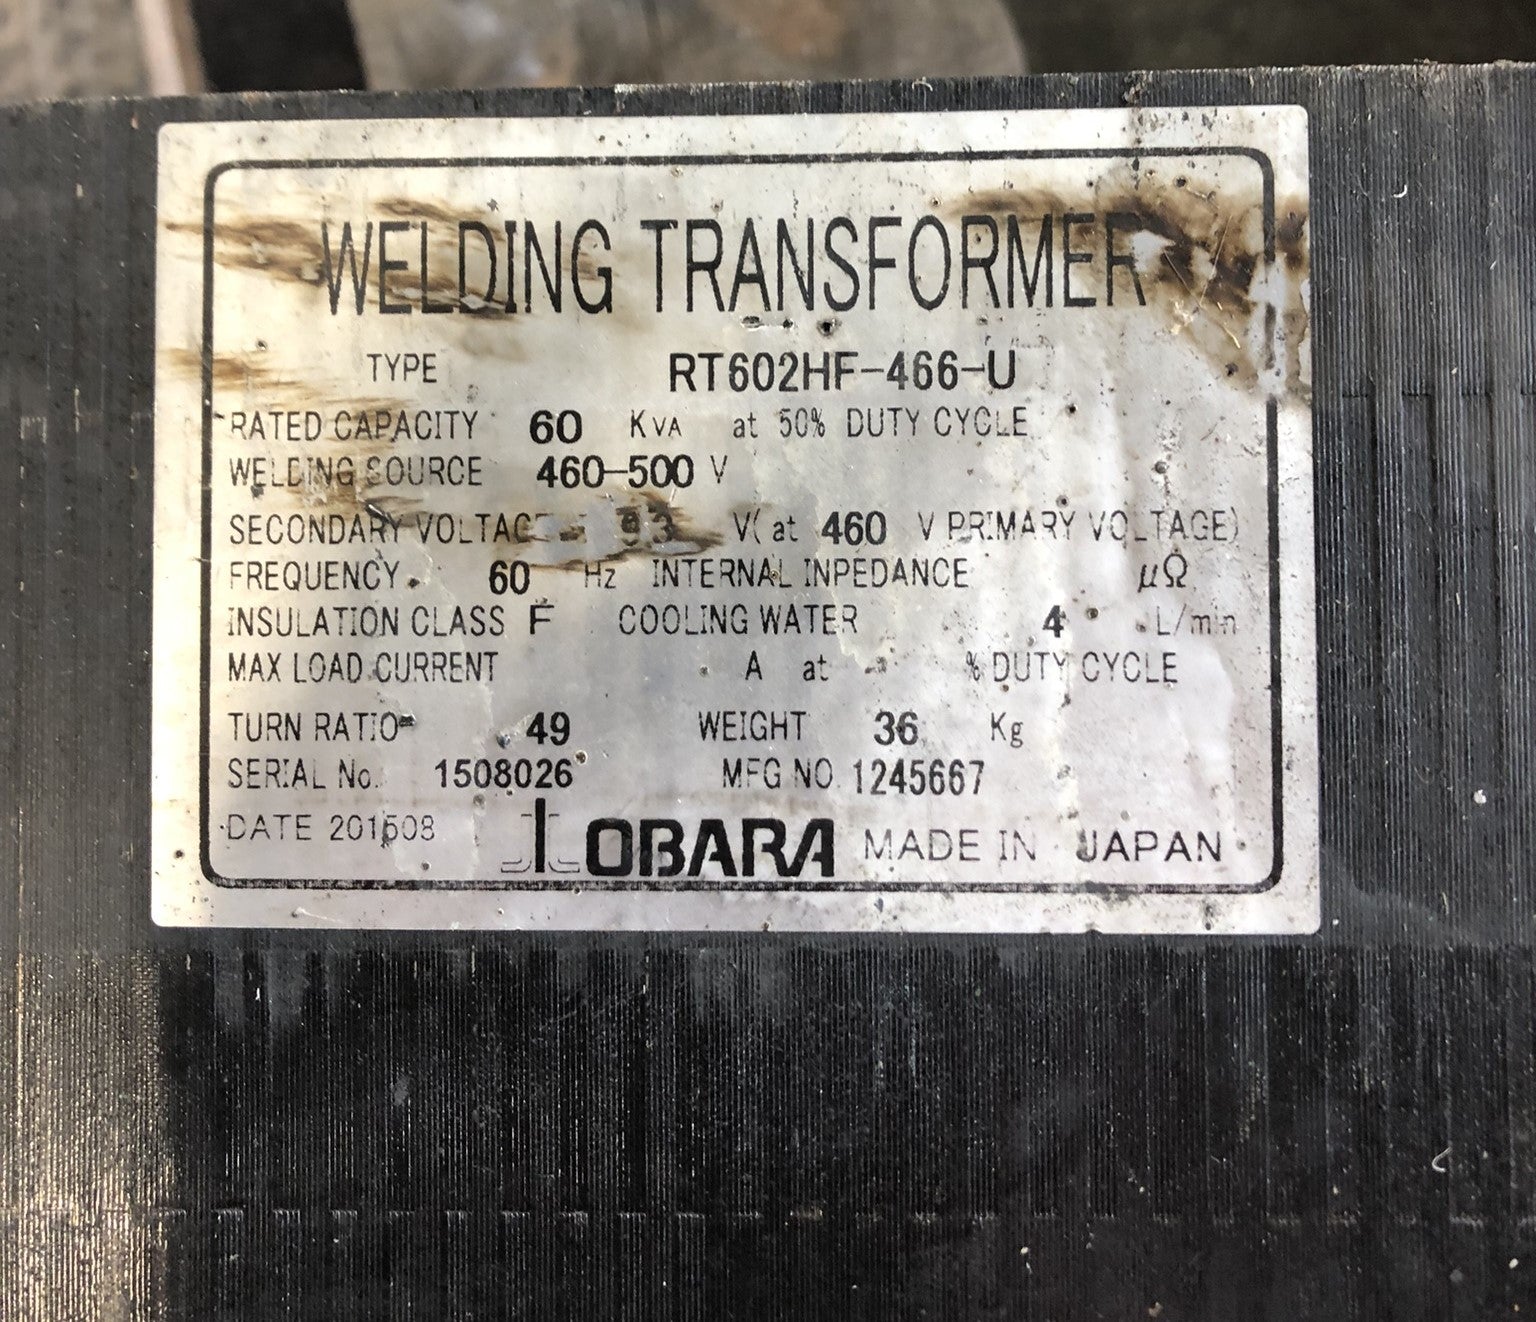 WELDING TRANSFORMER
TYPE RT602HF-466-U
RATED CAPACITY 60 KVA at 50% DUTY CYCLE
WELDING SOURCE 460-500 V
SECONDARY VOLTAGE V( at 460 V PRIMARY VOLTAGE)
FREQUENCY 60 Hz INTERNAL INPEDANCE μΩ
INSULATION CLASS F COOLING WATER 4 L/min
MAX LOAD CURRENT A at % DUTY CYCLE
TURN RATIO 49 WEIGHT 36 Kg
SERIAL No. 1508026 MFG NO 1245667
DATE 201508 OBARA MADE IN JAPAN